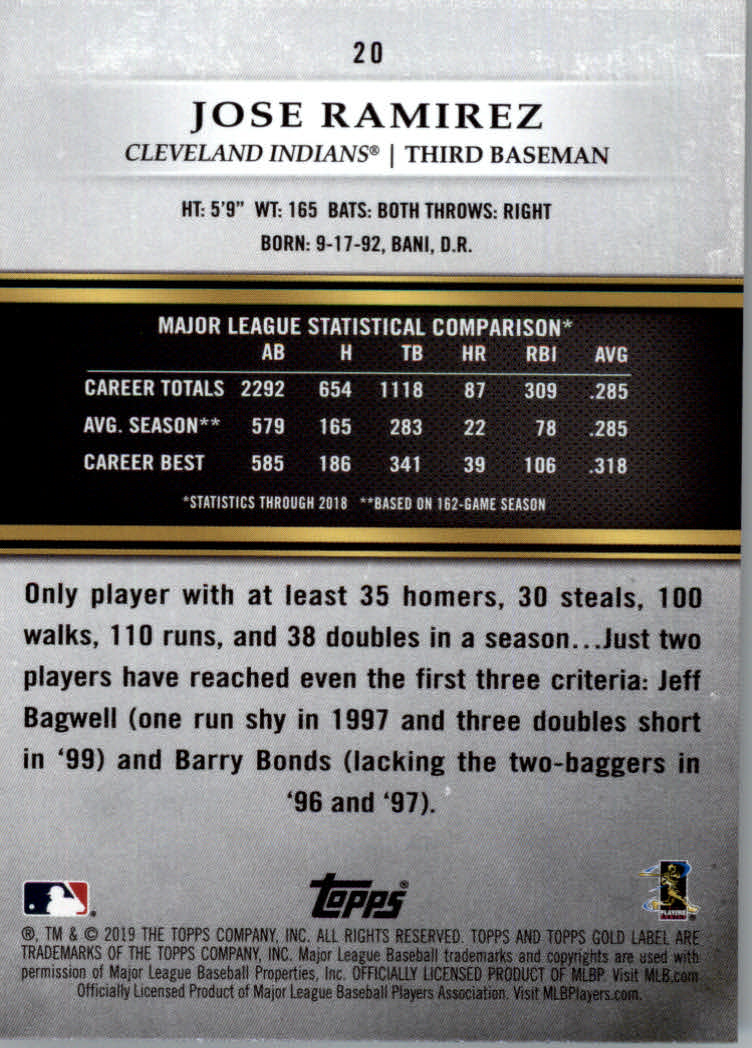 20
JOSE RAMIREZ
CLEVELAND INDIANS® | THIRD BASEMAN
HT: 5'9" WT: 165 BATS: BOTH THROWS: RIGHT
BORN: 9-17-92, BANI, D.R.
MAJOR LEAGUE STATISTICAL COMPARISON*
AB H TB HR RBI AVG
CAREER TOTALS 2292 654 1118 87 309 .285
AVG. SEASON** 579 165 283 22 78 .285
CAREER BEST 585 186 341 39 106 .318
*STATISTICS THROUGH 2018 **BASED ON 162-GAME SEASON
Only player with at least 35 homers, 30 steals, 100
walks, 110 runs, and 38 doubles in a season...Just two
players have reached even the first three criteria: Jeff
Bagwell (one run shy in 1997 and three doubles short
in '99) and Barry Bonds (lacking the two-baggers in
'96 and '97).
Topps®
PLAYERS
®, TM & © 2019 THE TOPPS COMPANY, INC. ALL RIGHTS RESERVED. TOPPS AND TOPPS GOLD LABEL ARE
TRADEMARKS OF THE TOPPS COMPANY, INC. Major League Baseball trademarks and copyrights are used with
permission of Major League Baseball Properties, Inc. OFFICIALLY LICENSED PRODUCT OF MLBP. Visit MLB.com
Officially Licensed Product of Major League Baseball Players Association. Visit MLBPlayers.com.